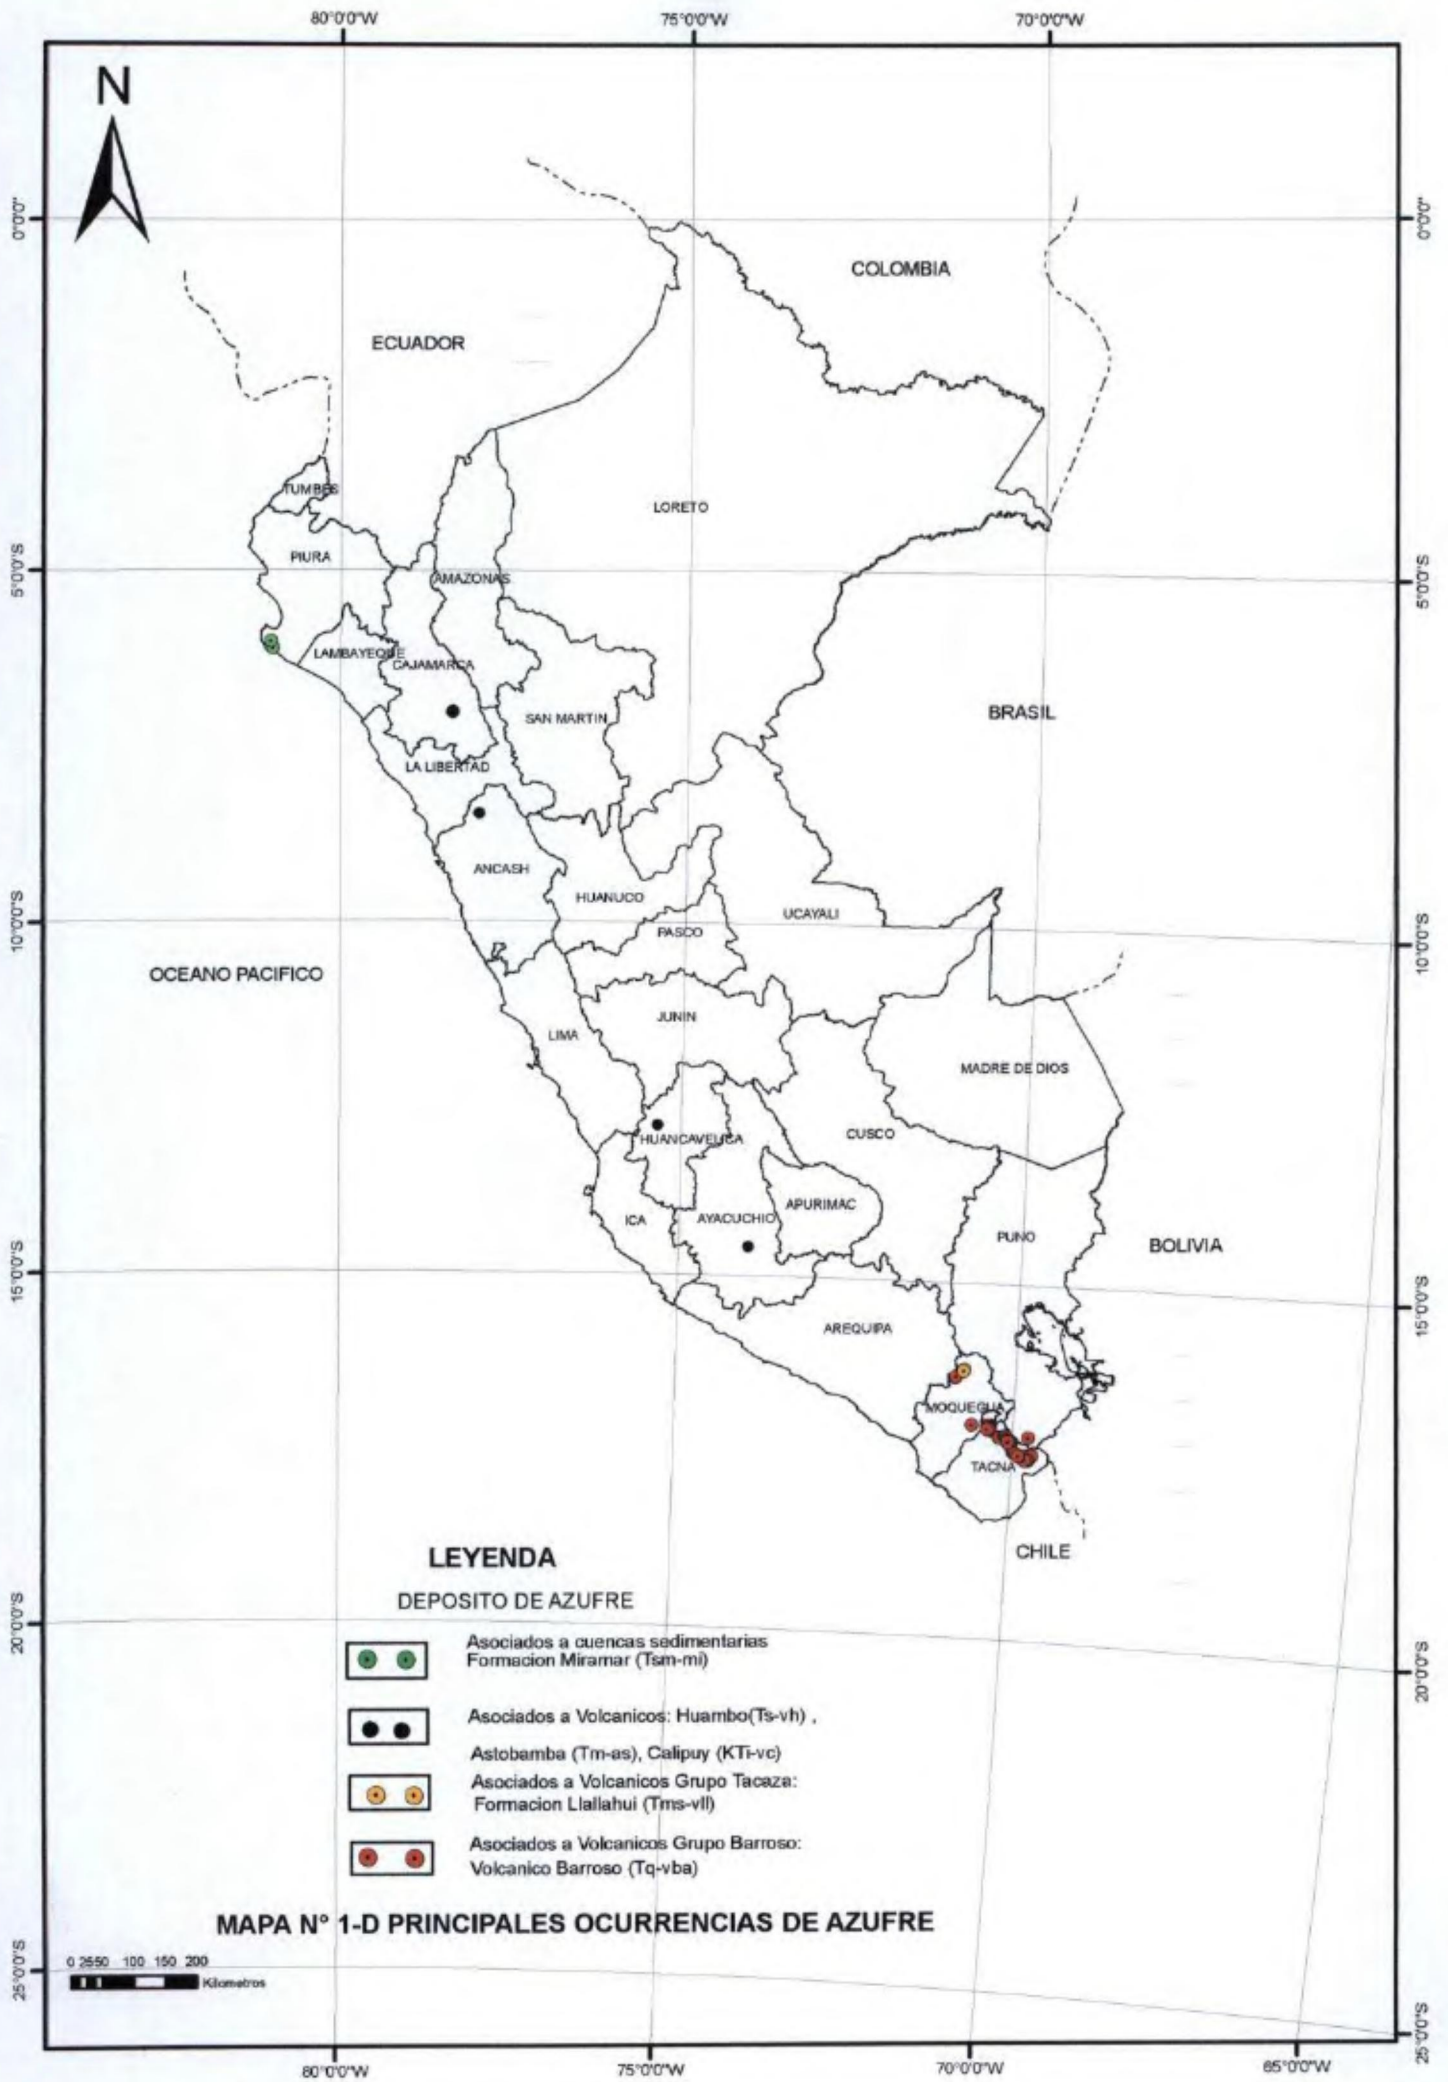 80°0'0"W 75°0'0"W 70°0'0"W
N
0°0'0" 0°0'0"
COLOMBIA
ECUADOR
TUMBES
LORETO
PIURA
5°0'0"S 5°0'0"S
AMAZONAS
LAMBAYEQUE
CAJAMARCA
SAN MARTIN
BRASIL
LA LIBERTAD
ANCASH
HUANUCO
UCAYALI
10°0'0"S 10°0'0"S
PASCO
OCEANO PACIFICO
JUNIN
LIMA
MADRE DE DIOS
CUSCO
HUANCAVELICA
APURIMAC
ICA
AYACUCHIO
PUNO
BOLIVIA
15°0'0"S 15°0'0"S
AREQUIPA
MOQUEGUA
TACNA
CHILE
LEYENDA
DEPOSITO DE AZUFRE
20°0'0"S 20°0'0"S
Asociados a cuencas sedimentarias
Formacion Miramar (Tsm-mi)
Asociados a Volcanicos: Huambo(Ts-vh) ,
Astobamba (Tm-as), Calipuy (KTi-vc)
Asociados a Volcanicos Grupo Tacaza:
Formacion Llallahui (Tms-vll)
Asociados a Volcanicos Grupo Barroso:
Volcanico Barroso (Tq-vba)
MAPA N° 1-D PRINCIPALES OCURRENCIAS DE AZUFRE
0 25 50 100 150 200
Kilometros
25°0'0"S 25°0'0"S
80°0'0"W 75°0'0"W 70°0'0"W 65°0'0"W